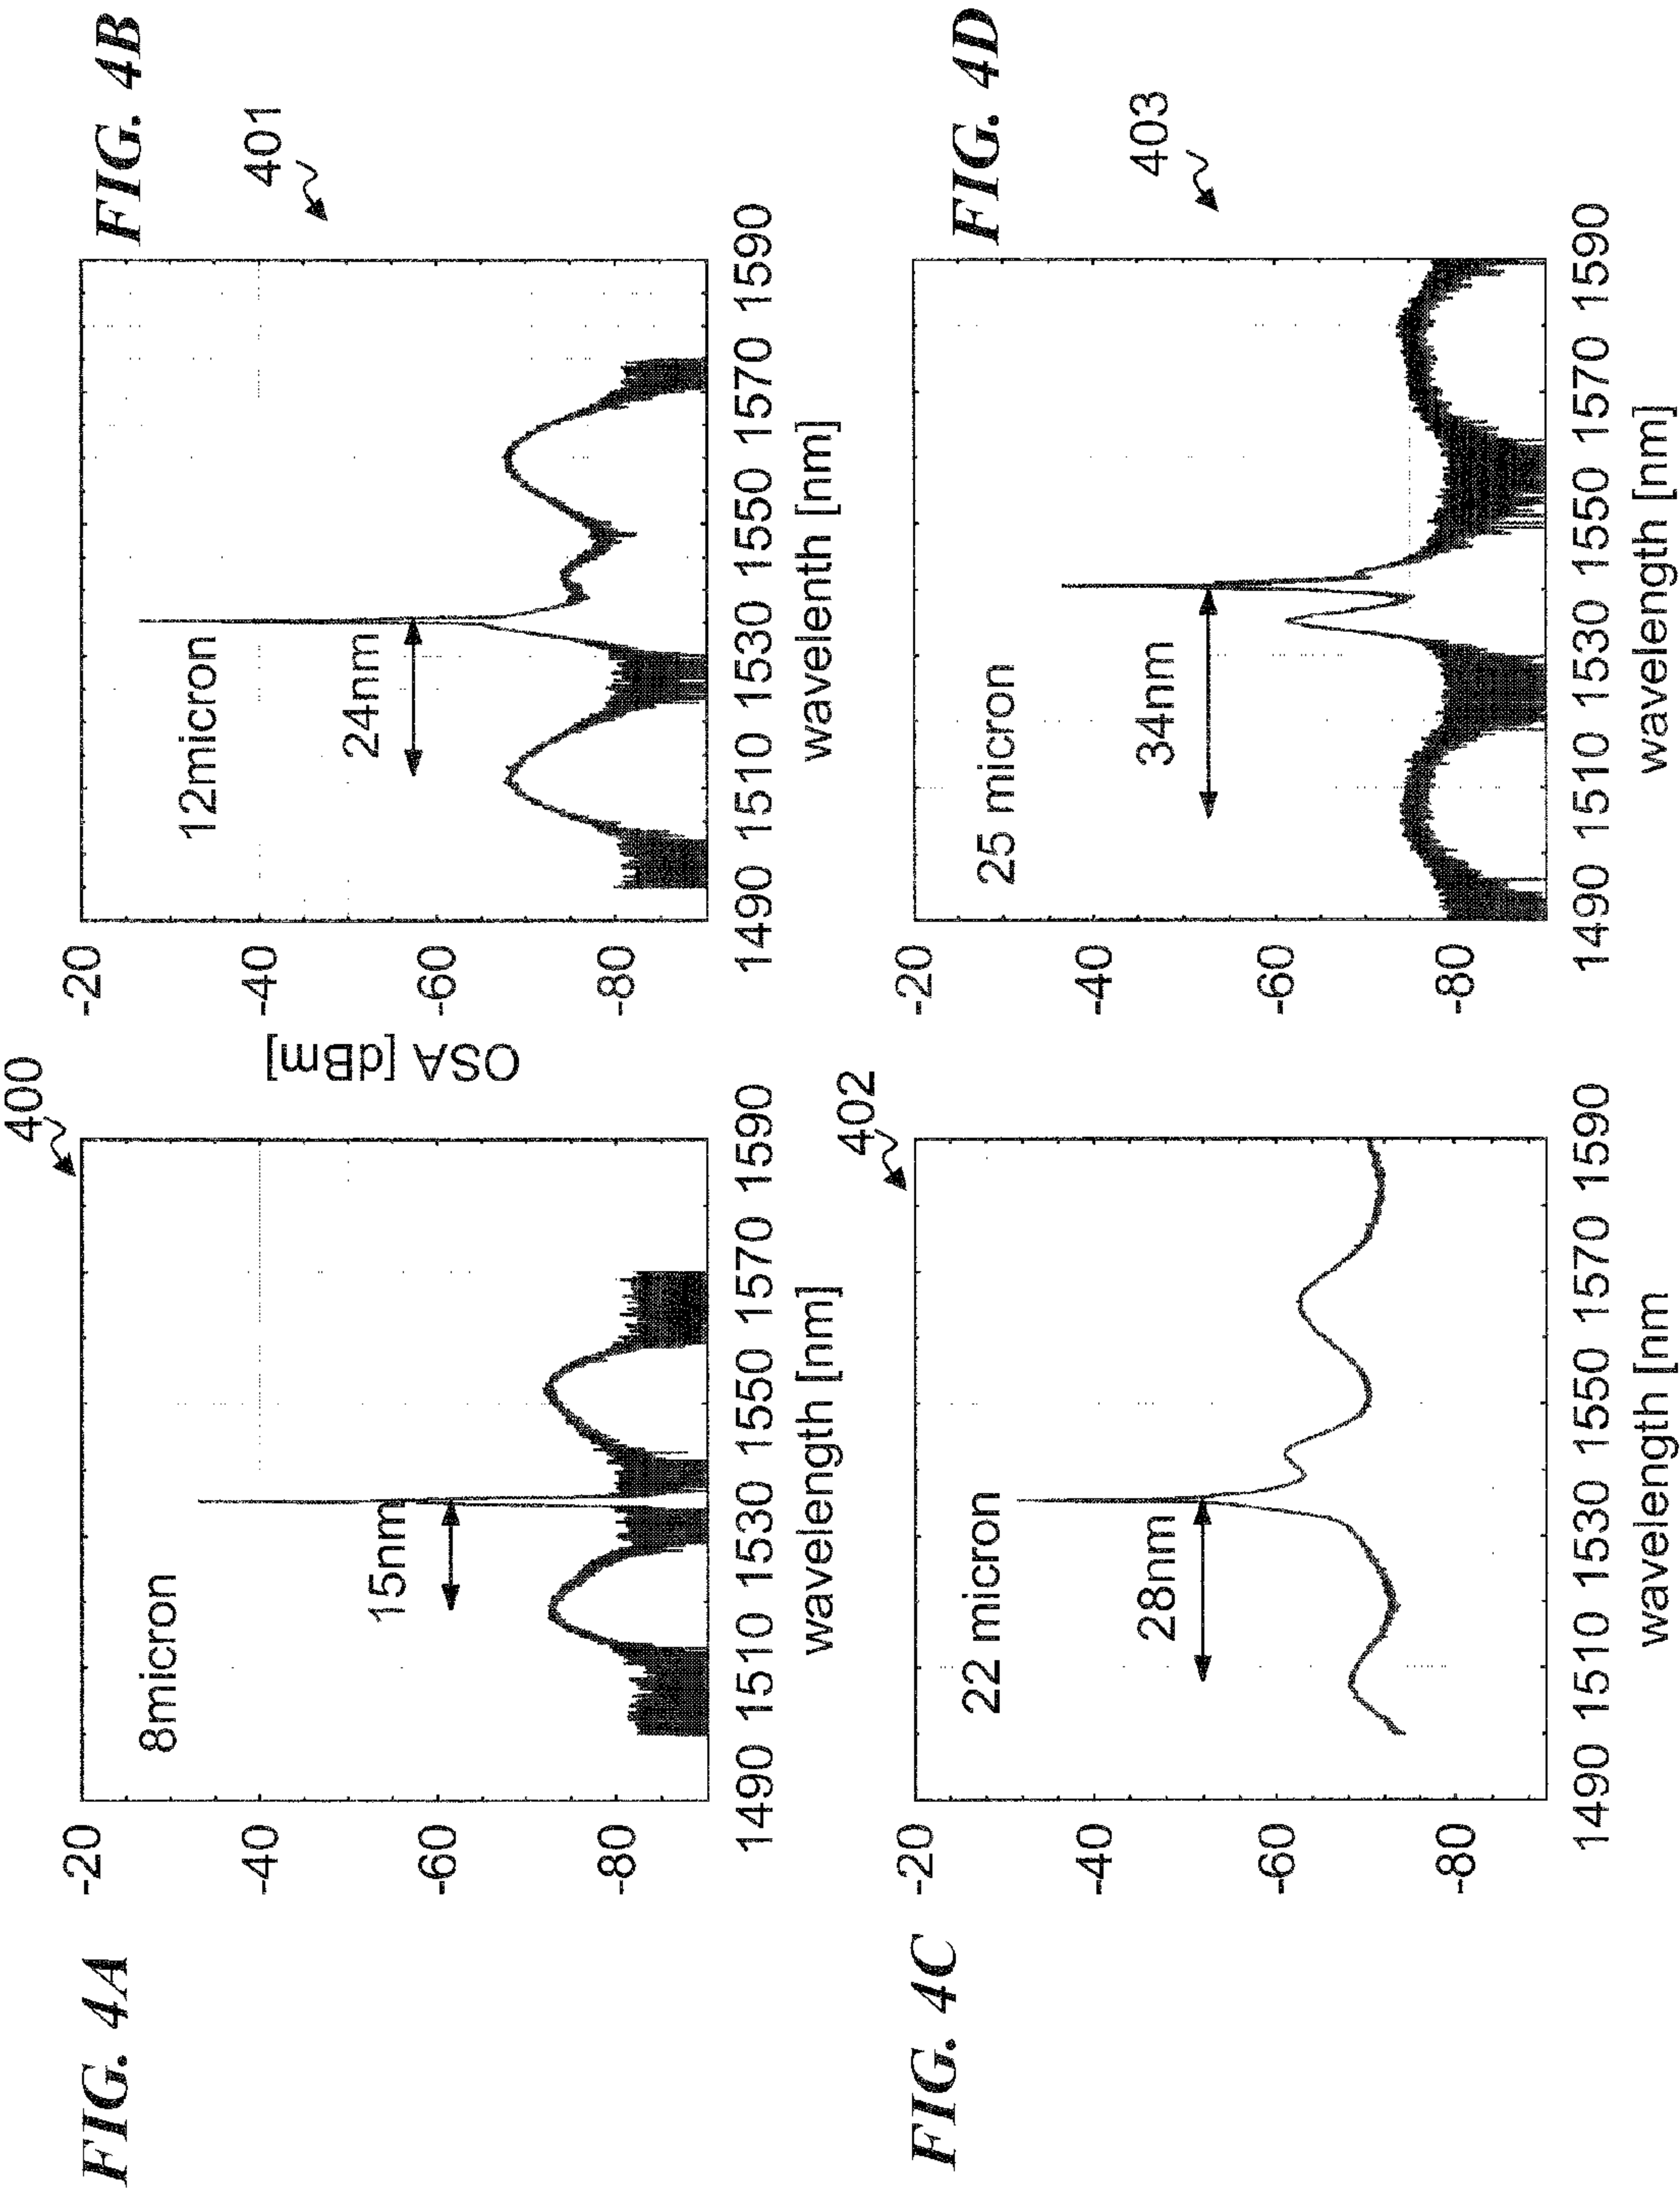 FIG. 4A
400
8micron
15nm
-20
-40
-60
-80
1490 1510 1530 1550 1570 1590
wavelength [nm]
FIG. 4B
401
12micron
24nm
OSA [dBm]
-20
-40
-60
-80
1490 1510 1530 1550 1570 1590
wavelenth [nm]
FIG. 4C
402
22 micron
28nm
-20
-40
-60
-80
1490 1510 1530 1550 1570 1590
wavelength [nm
FIG. 4D
403
25 micron
34nm
-20
-40
-60
-80
1490 1510 1530 1550 1570 1590
wavelength [nm]